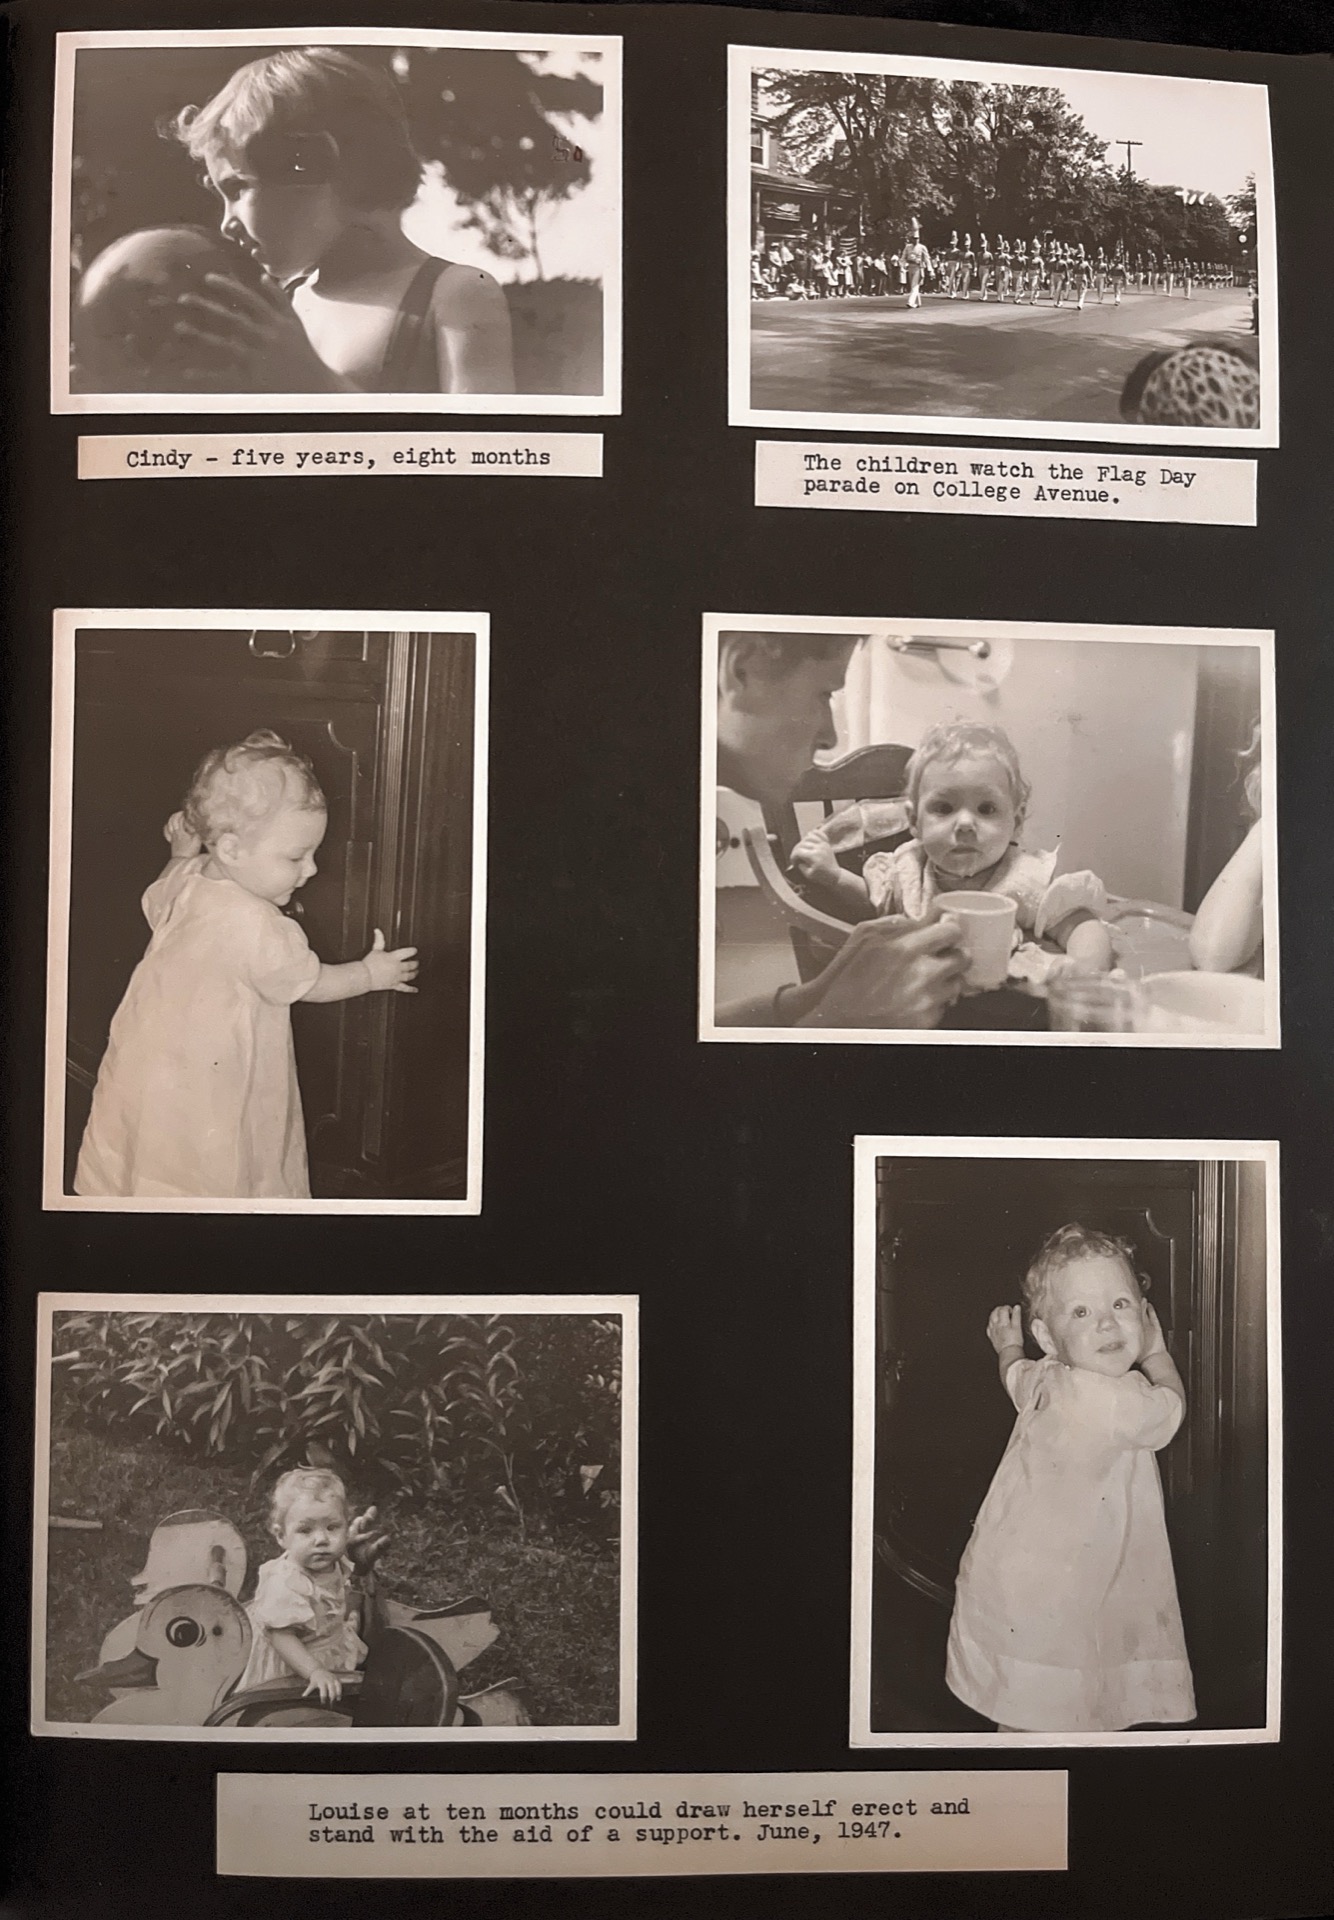 Cindy - five years, eight months
The children watch the Flag Day
parade on College Avenue.
Louise at ten months could draw herself erect and
stand with the aid of a support. June, 1947.